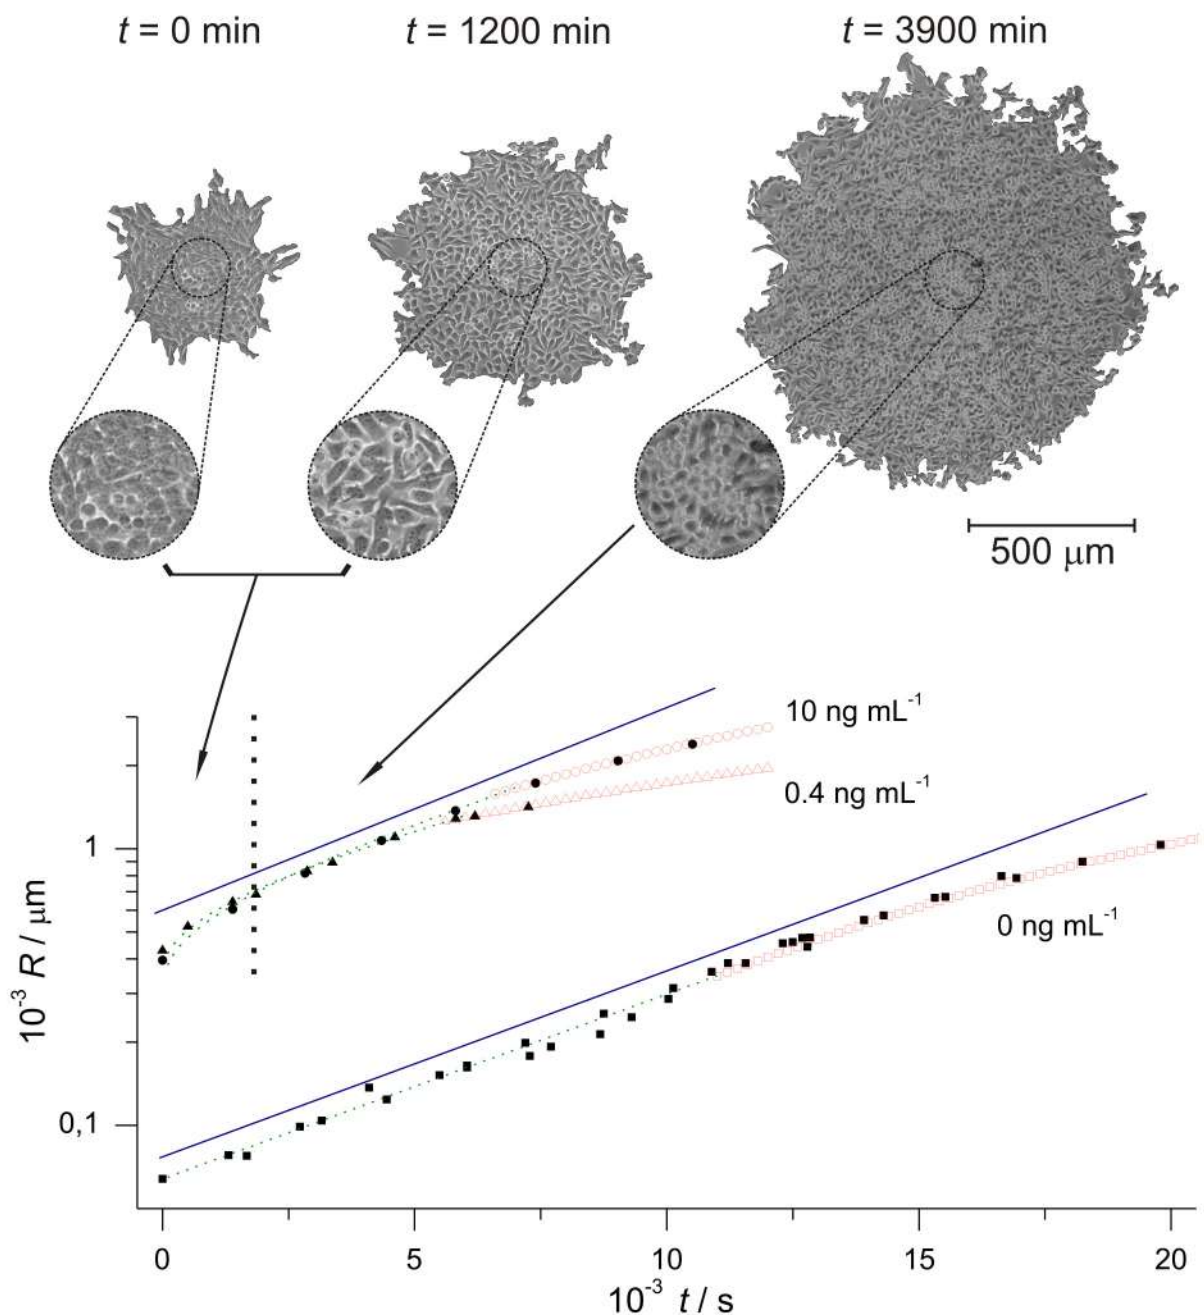 t = 0 min
t = 1200 min
t = 3900 min
500 μm
10 ng mL⁻¹
0.4 ng mL⁻¹
0 ng mL⁻¹
10⁻³ R / μm
1
0,1
0
5
10
15
20
10⁻³ t / s